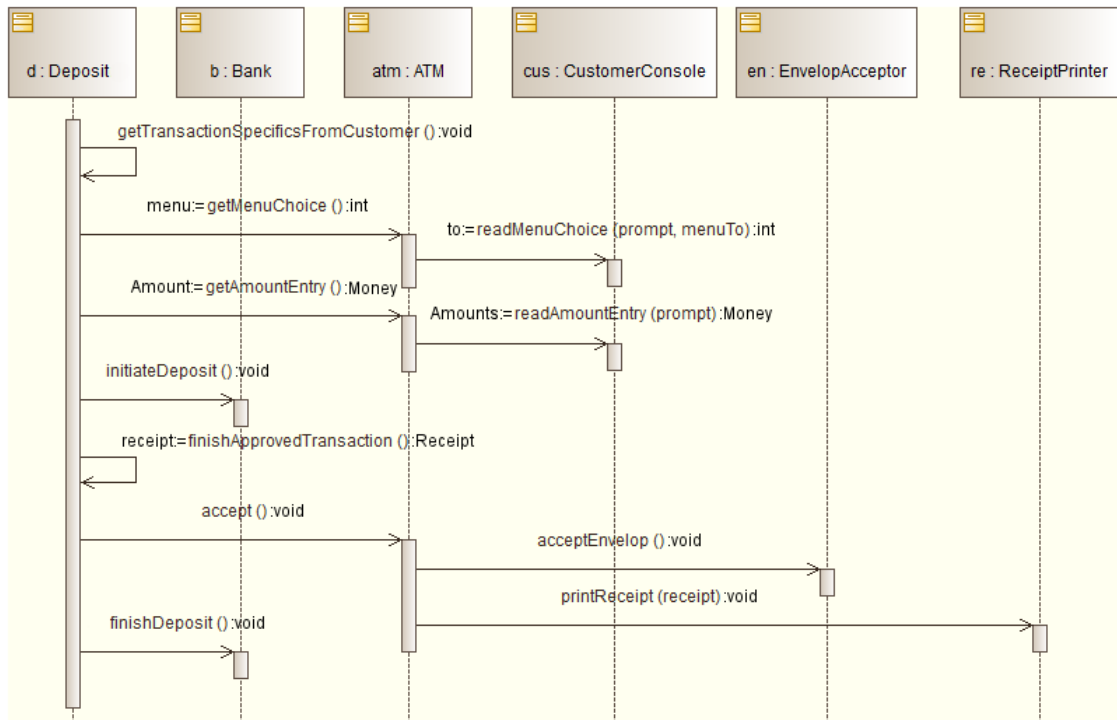 d : Deposit
b : Bank
atm : ATM
cus : CustomerConsole
en : EnvelopAcceptor
re : ReceiptPrinter
getTransactionSpecificsFromCustomer ():void
menu:= getMenuChoice ():int
to:= readMenuChoice (prompt, menuTo):int
Amount:= getAmountEntry ():Money
Amounts:= readAmountEntry (prompt):Money
initiateDeposit ():void
receipt:= finishApprovedTransaction ():Receipt
accept ():void
acceptEnvelop ():void
printReceipt (receipt):void
finishDeposit ():void